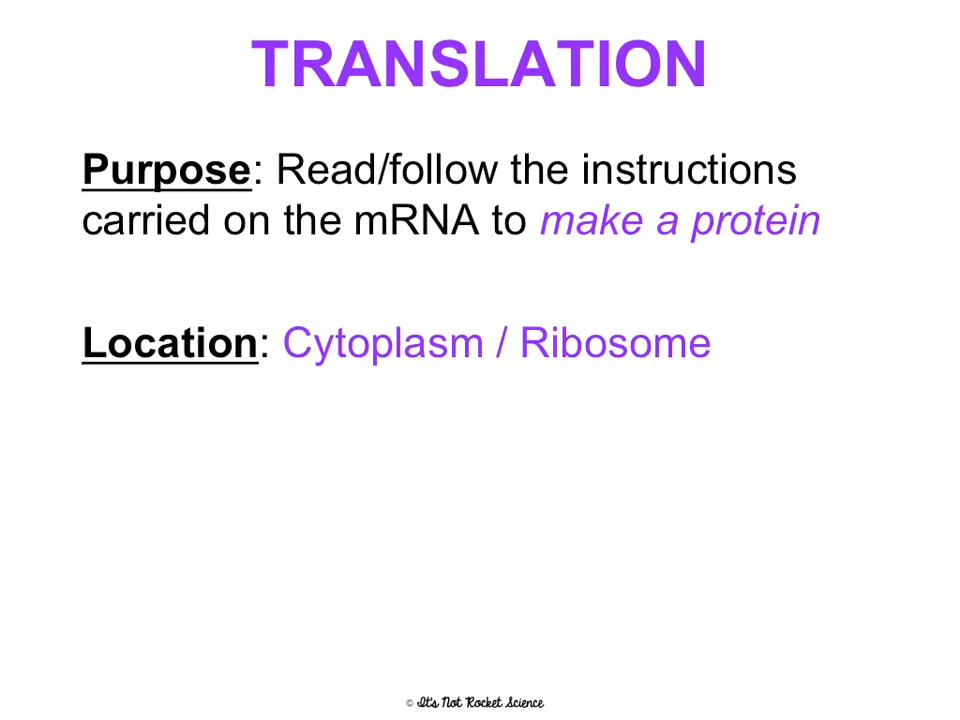 TRANSLATION
Purpose: Read/follow the instructions
carried on the mRNA to make a protein
Location: Cytoplasm / Ribosome
© It's Not Rocket Science